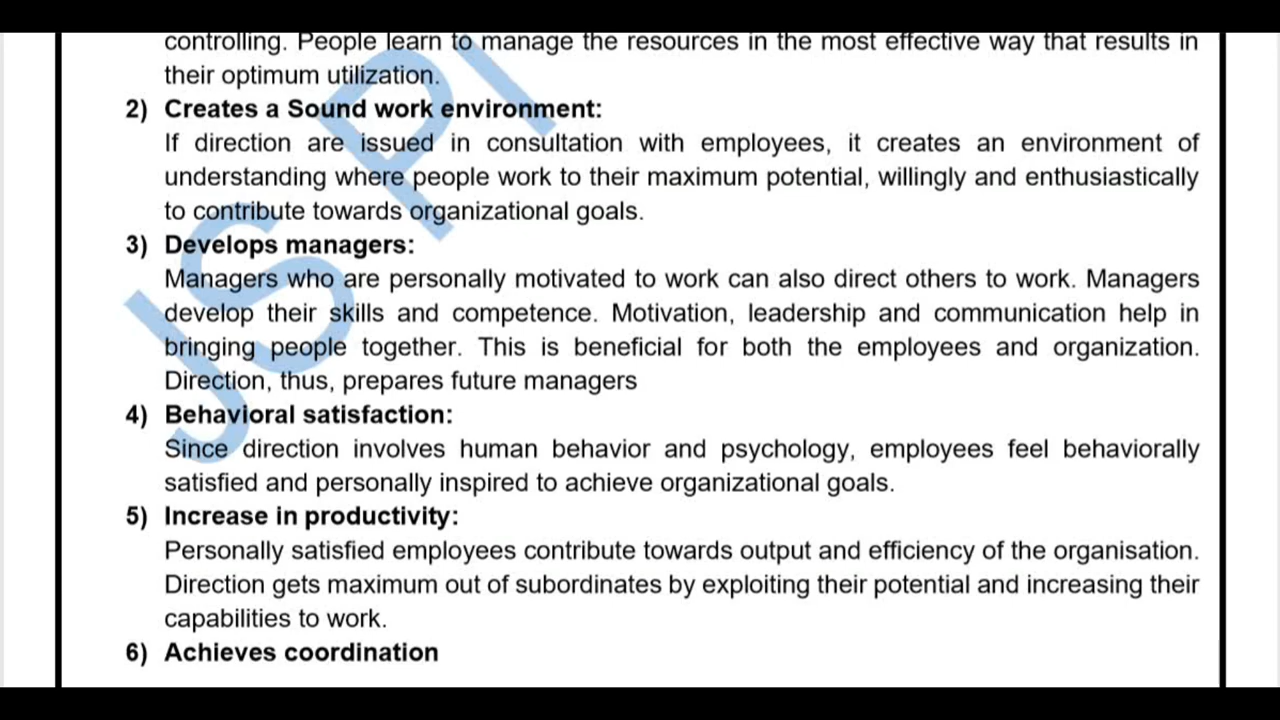 controlling. People learn to manage the resources in the most effective way that results in
their optimum utilization.
2) Creates a Sound work environment:
If direction are issued in consultation with employees, it creates an environment of
understanding where people work to their maximum potential, willingly and enthusiastically
to contribute towards organizational goals.
3) Develops managers:
Managers who are personally motivated to work can also direct others to work. Managers
develop their skills and competence. Motivation, leadership and communication help in
bringing people together. This is beneficial for both the employees and organization.
Direction, thus, prepares future managers
4) Behavioral satisfaction:
Since direction involves human behavior and psychology, employees feel behaviorally
satisfied and personally inspired to achieve organizational goals.
5) Increase in productivity:
Personally satisfied employees contribute towards output and efficiency of the organisation.
Direction gets maximum out of subordinates by exploiting their potential and increasing their
capabilities to work.
6) Achieves coordination
JS PI